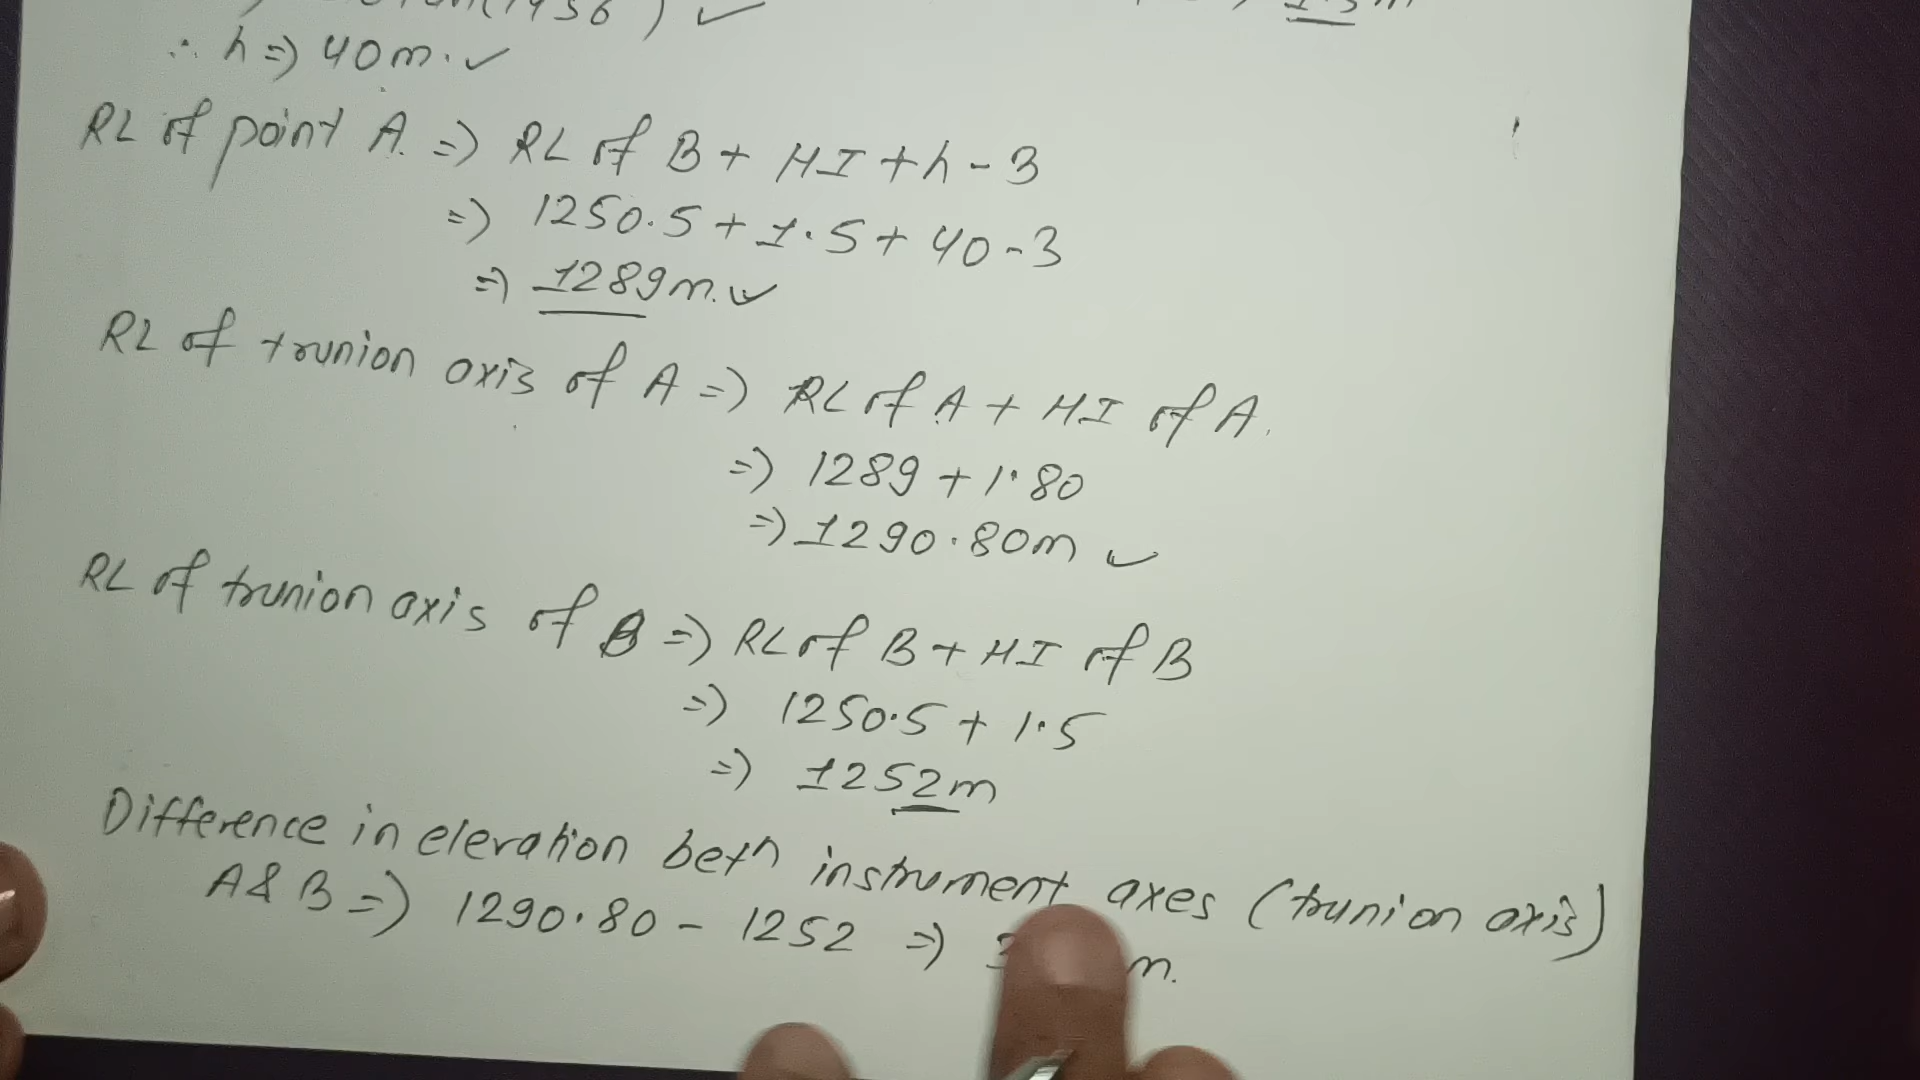 ∴ h => 40m. ✓
RL of point A. => RL of B + HI + h - 3
=> 1250.5 + 1.5 + 40 - 3
=> 1289m. ✓
RL of trunion axis of A => RL of A + HI of A.
=> 1289 + 1.80
=> 1290.80m ✓
RL of trunion axis of B => RL of B + HI of B
=> 1250.5 + 1.5
=> 1252m
Difference in elevation betn instrument axes (trunion axis)
A & B => 1290.80 - 1252 => m.